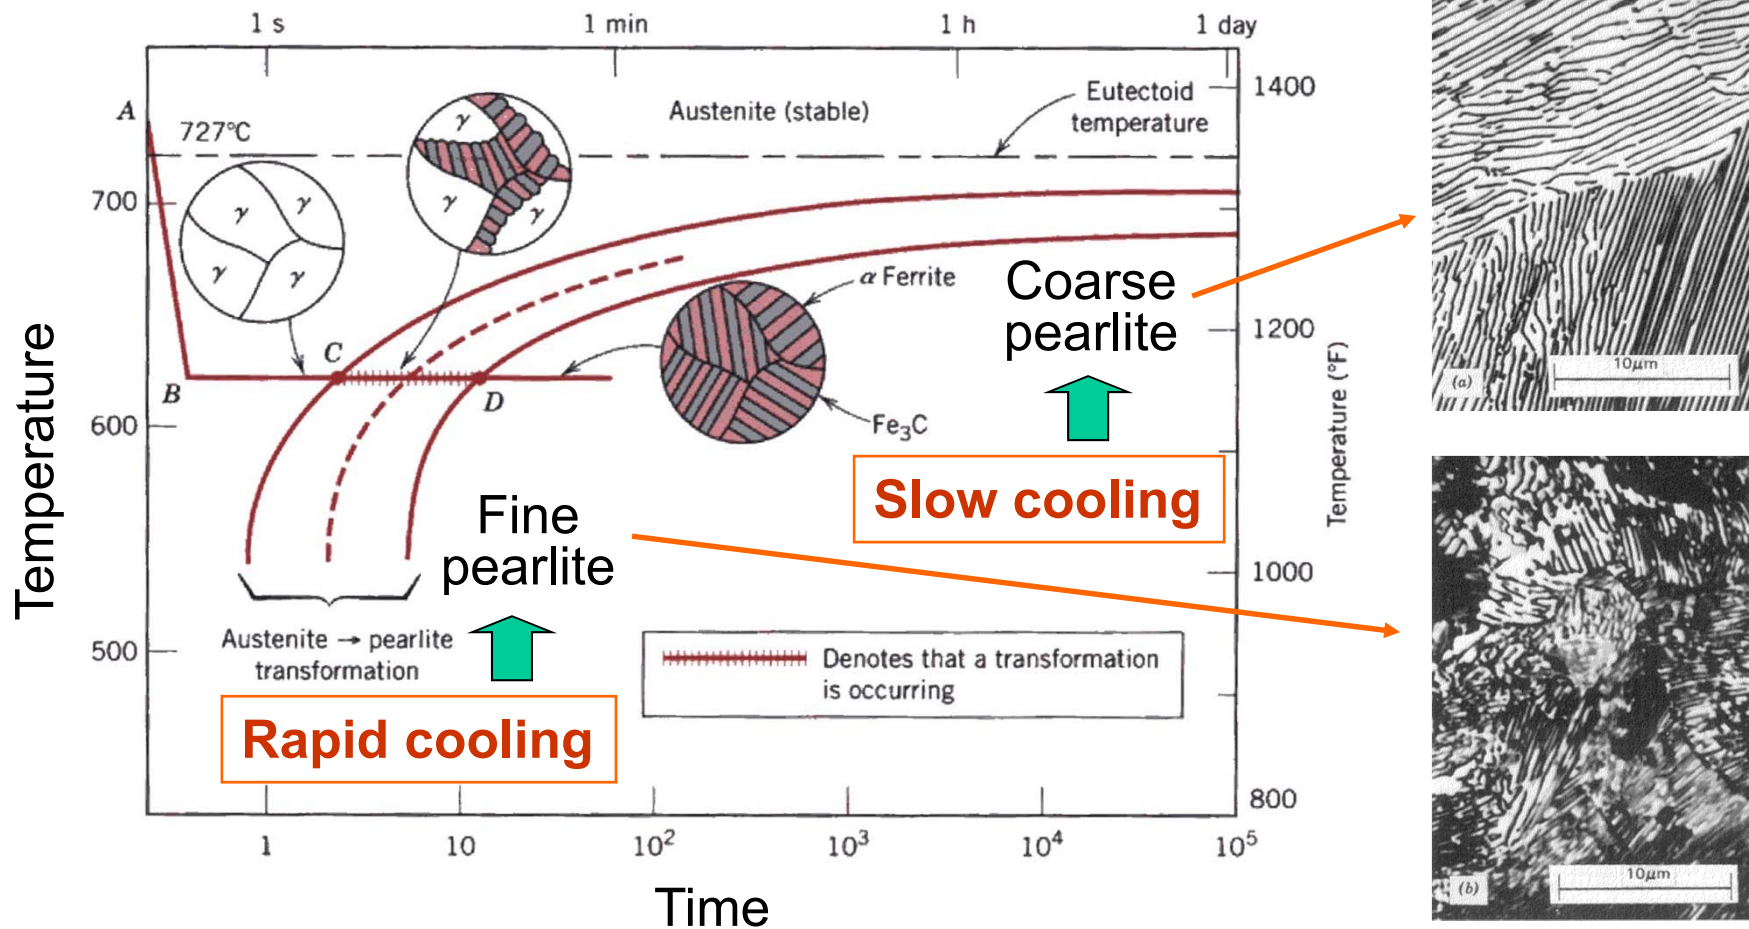 1 s
1 min
1 h
1 day
A
727°C
γ
γ
γ
γ
γ
γ
γ
Austenite (stable)
Eutectoid
temperature
1400
700
Temperature
α Ferrite
Coarse
pearlite
1200
C
B
D
Fe₃C
600
Slow cooling
Temperature (°F)
Fine
pearlite
1000
500
Austenite → pearlite
transformation
Denotes that a transformation
is occurring
Rapid cooling
800
1
10
10²
10³
10⁴
10⁵
Time
(a)
10μm
(b)
10μm